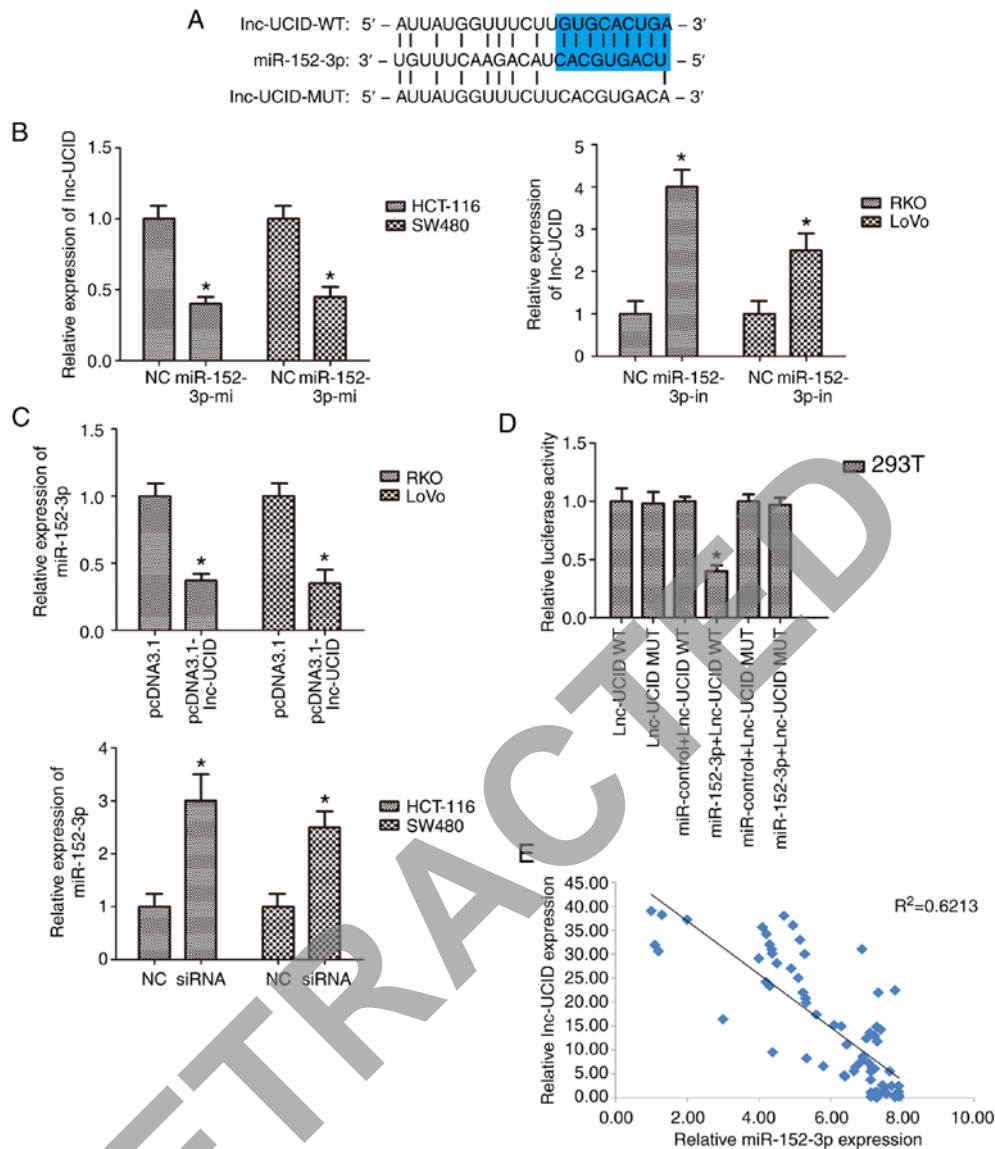 A
lnc-UCID-WT: 5′ – AUUAUGGUUUCUUGUGCACUGA – 3′
miR-152-3p: 3′ – UGUUUCAAGACAUCACGUGACU – 5′
lnc-UCID-MUT: 5′ – AUUAUGGUUUCUUCACGUGACA – 3′
B
Relative expression of lnc-UCID
1.5
1.0
0.5
0.0
* *
NC miR-152-3p-mi NC miR-152-3p-mi
HCT-116
SW480
Relative expression of lnc-UCID
5
4
3
2
1
0
* *
NC miR-152-3p-in NC miR-152-3p-in
RKO
LoVo
C
Relative expression of miR-152-3p
1.5
1.0
0.5
0.0
* *
pcDNA3.1
pcDNA3.1-lnc-UCID
pcDNA3.1
pcDNA3.1-lnc-UCID
RKO
LoVo
Relative expression of miR-152-3p
4
3
2
1
0
* *
NC siRNA NC siRNA
HCT-116
SW480
D
Relative luciferase activity
1.5
1.0
0.5
0.0
*
293T
Lnc-UCID WT
Lnc-UCID MUT
miR-control+Lnc-UCID WT
miR-152-3p+Lnc-UCID WT
miR-control+Lnc-UCID MUT
miR-152-3p+Lnc-UCID MUT
E
Relative lnc-UCID expression
45.00
40.00
35.00
30.00
25.00
20.00
15.00
10.00
5.00
0.00
0.00 2.00 4.00 6.00 8.00 10.00
Relative miR-152-3p expression
R²=0.6213
ETRACTED